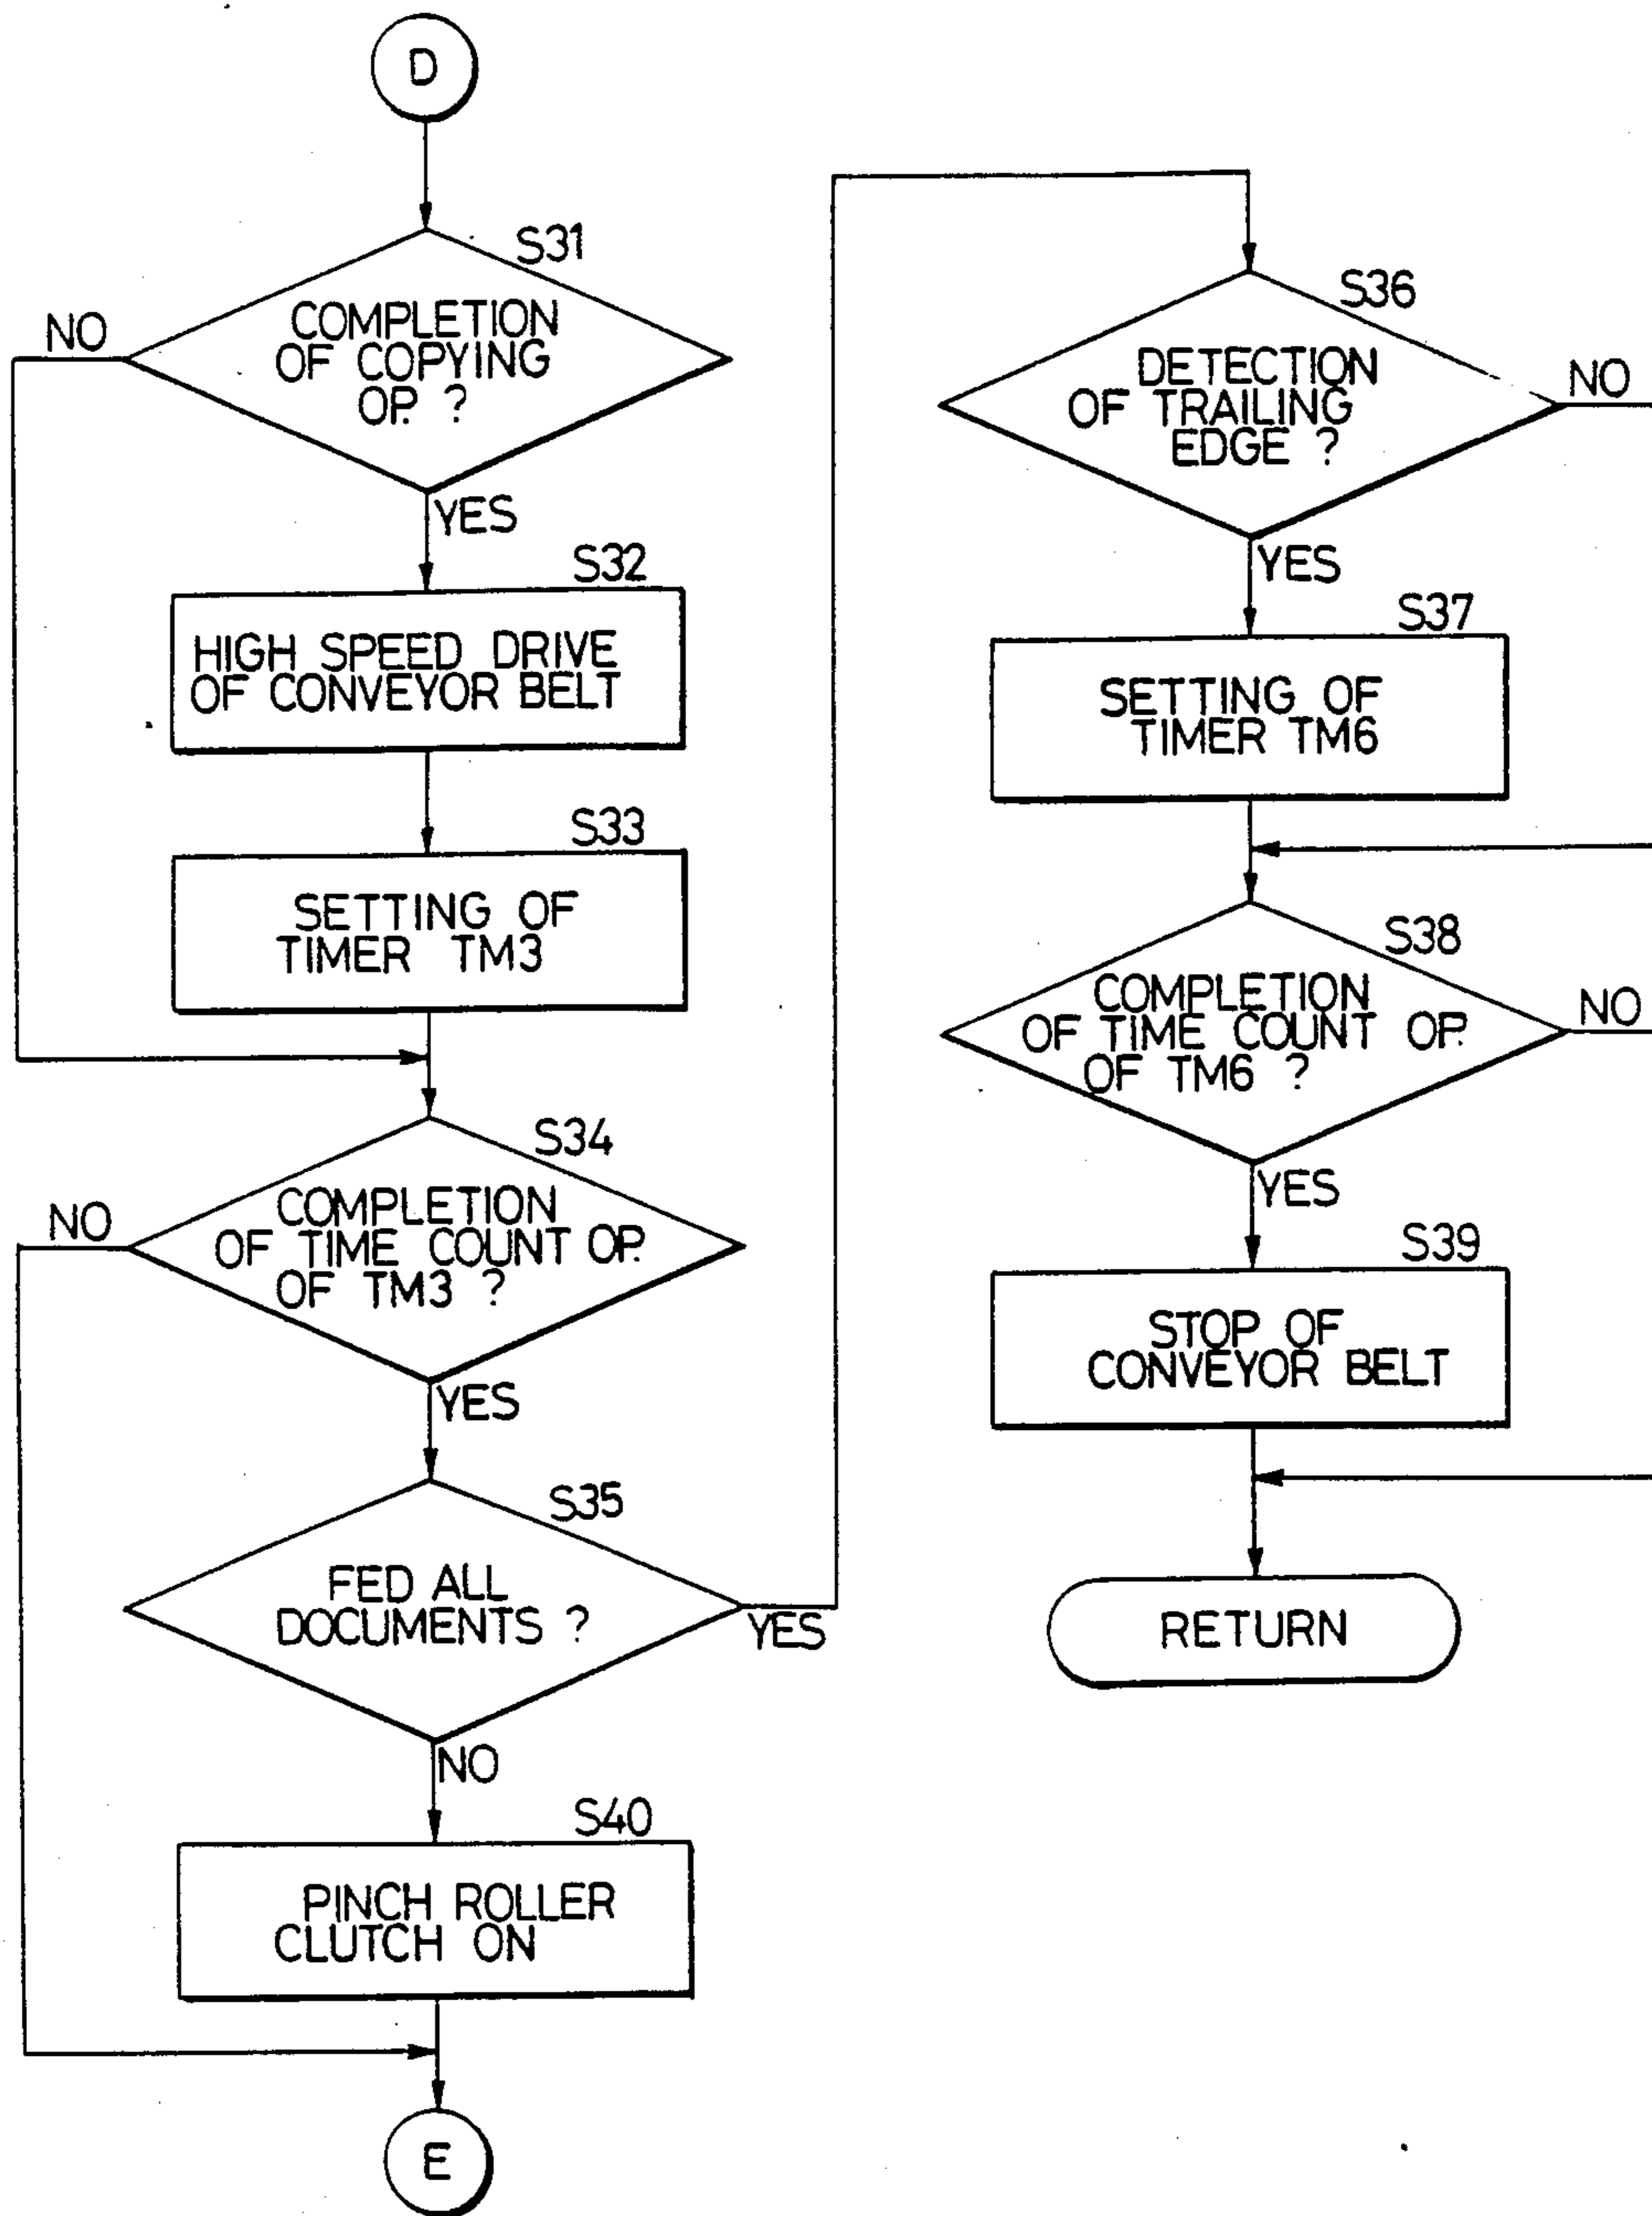 D
S31
NO
COMPLETION
OF COPYING
OP. ?
YES
S32
HIGH SPEED DRIVE
OF CONVEYOR BELT
S33
SETTING OF
TIMER TM3
S34
NO
COMPLETION
OF TIME COUNT OP.
OF TM3 ?
YES
S35
FED ALL
DOCUMENTS ?
YES
NO
S40
PINCH ROLLER
CLUTCH ON
E
S36
DETECTION
OF TRAILING
EDGE ?
NO
YES
S37
SETTING OF
TIMER TM6
S38
COMPLETION
OF TIME COUNT OP.
OF TM6 ?
NO
YES
S39
STOP OF
CONVEYOR BELT
RETURN